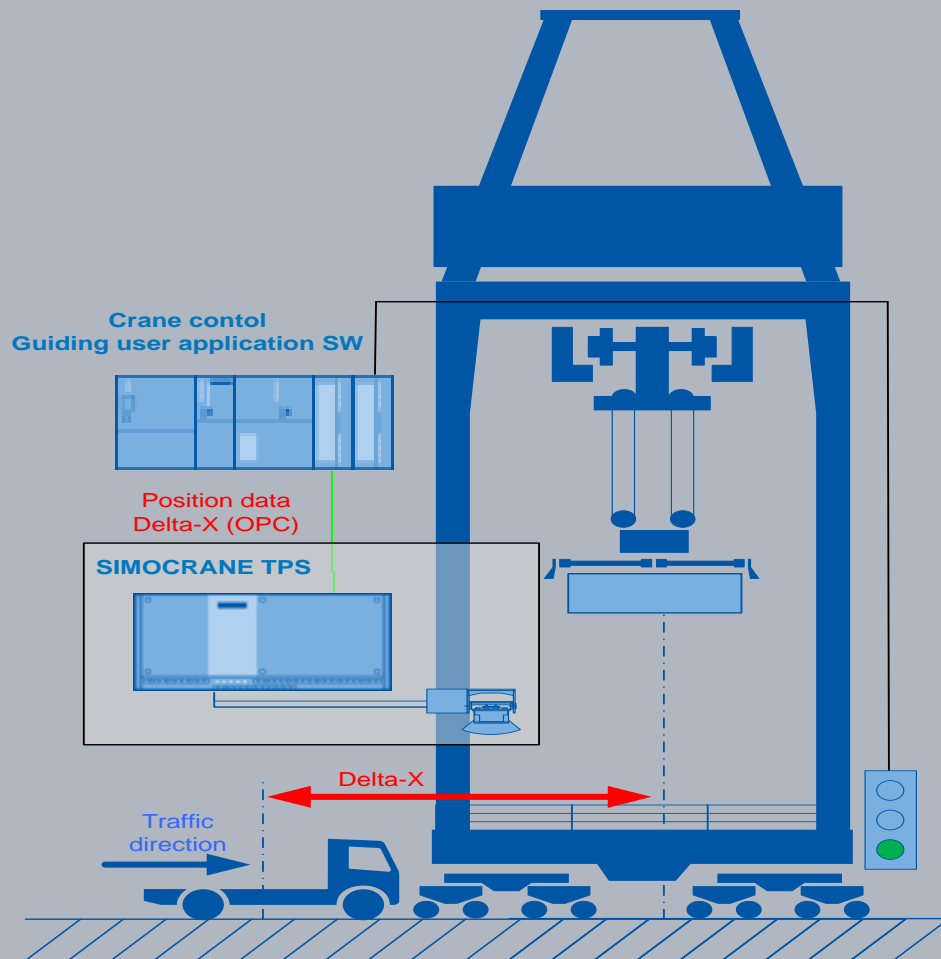 Crane contol
Guiding user application SW
Position data
Delta-X (OPC)
SIMOCRANE TPS
Delta-X
Traffic
direction